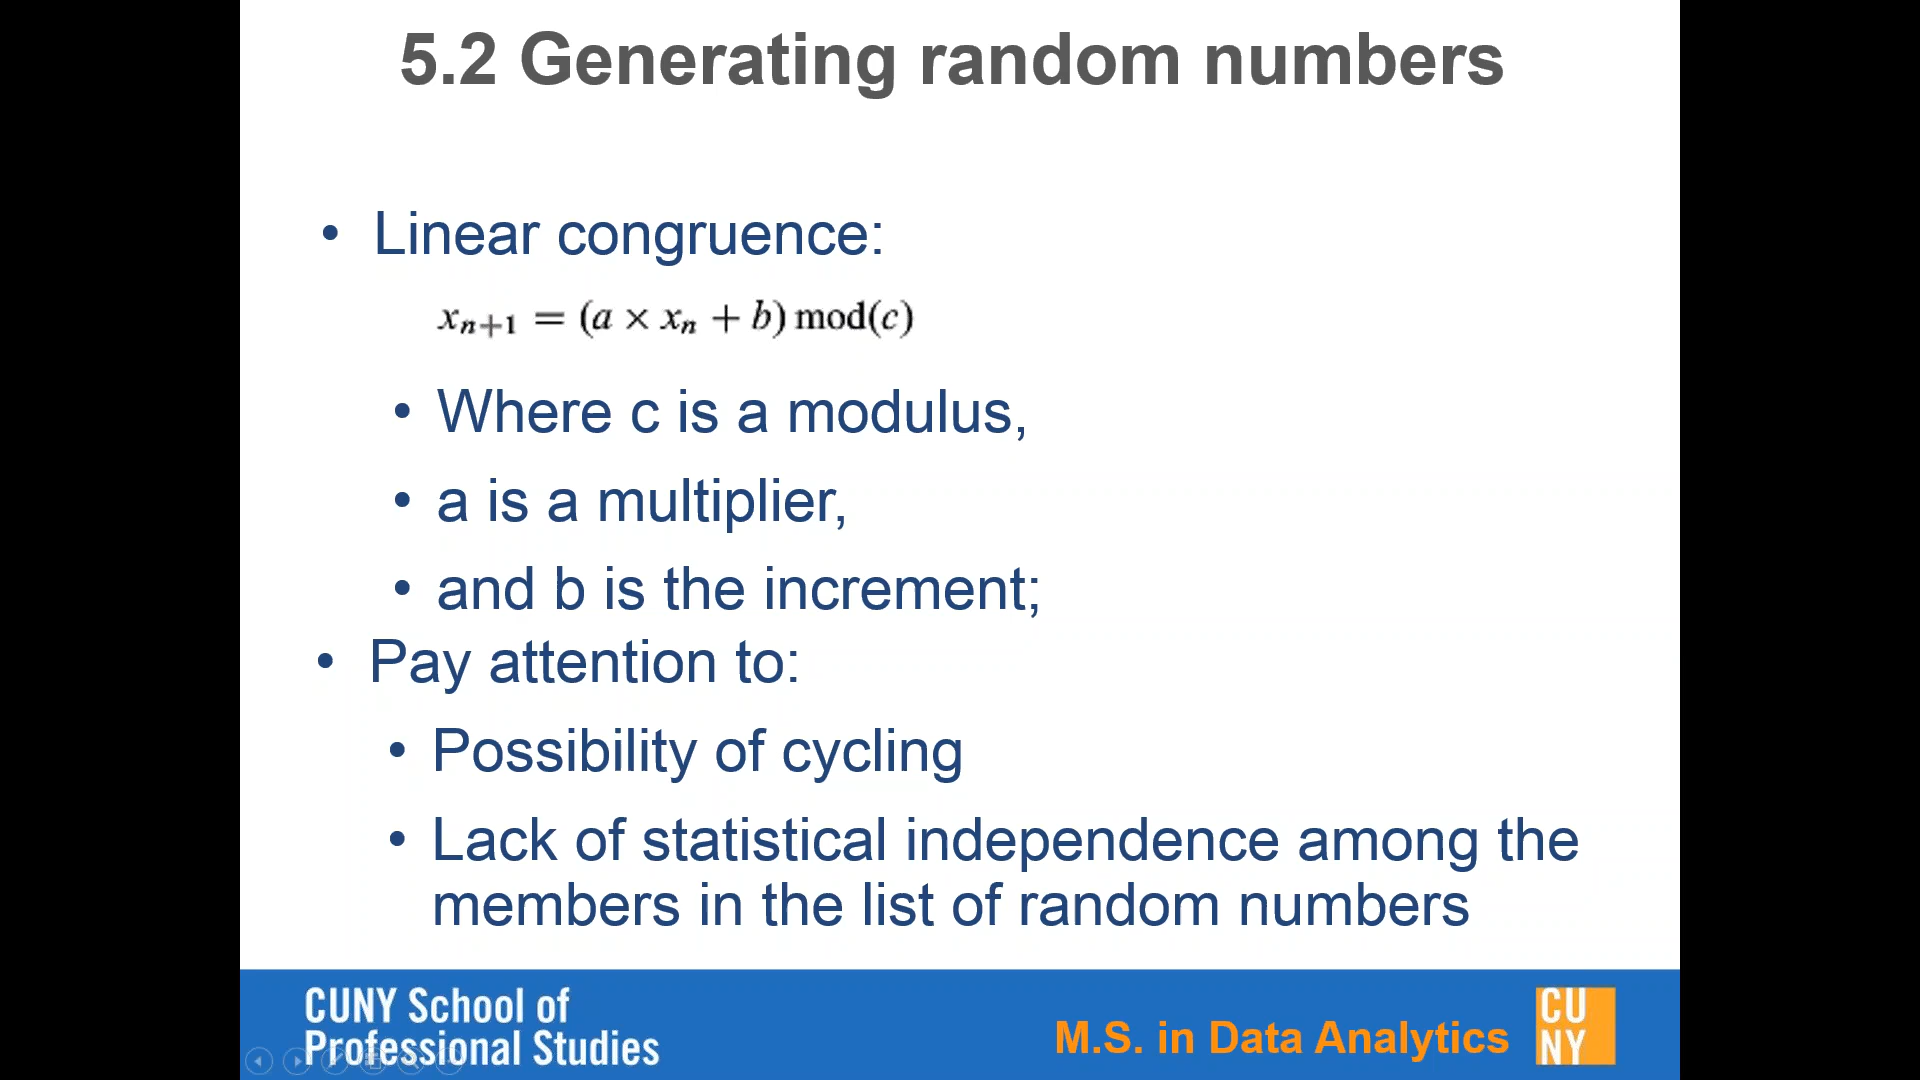 5.2 Generating random numbers
• Linear congruence:
xₙ₊₁ = (a × xₙ + b) mod(c)
• Where c is a modulus,
• a is a multiplier,
• and b is the increment;
• Pay attention to:
• Possibility of cycling
• Lack of statistical independence among the
members in the list of random numbers
CUNY School of
Professional Studies
M.S. in Data Analytics
CU
NY